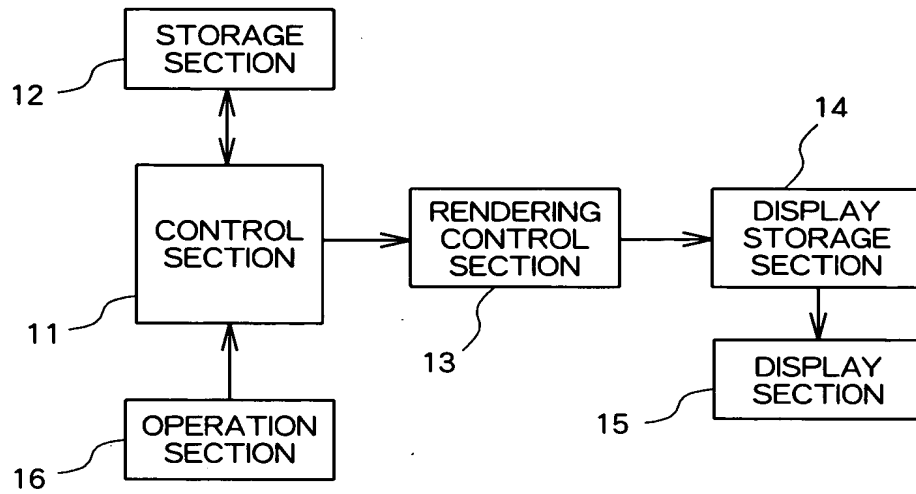 STORAGE
SECTION
12
14
CONTROL
SECTION
11
RENDERING
CONTROL
SECTION
13
DISPLAY
STORAGE
SECTION
DISPLAY
SECTION
15
OPERATION
SECTION
16